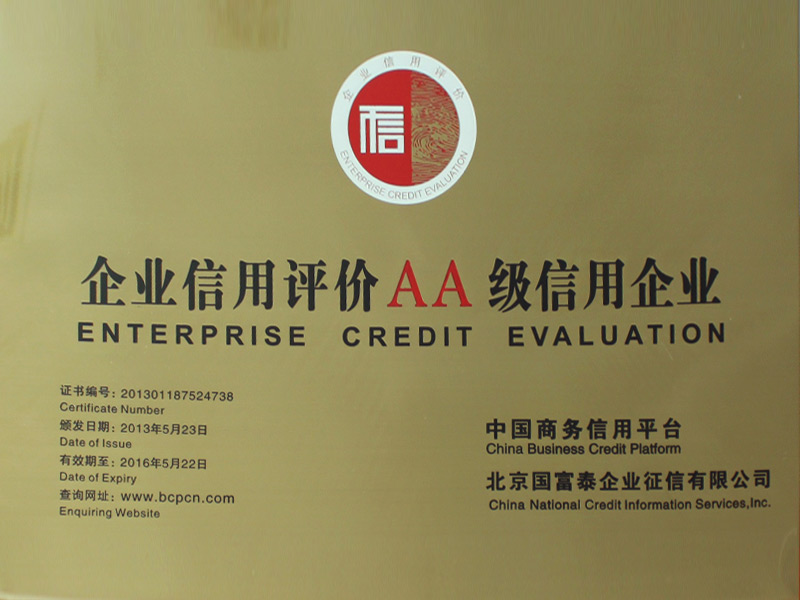 企业信用评价
信
ENTERPRISE CREDIT EVALUATION
企业信用评价AA级信用企业
ENTERPRISE CREDIT EVALUATION
证书编号：201301187524738
Certificate Number
颁发日期：2013年5月23日
Date of Issue
有效期至：2016年5月22日
Date of Expiry
查询网址：www.bcpcn.com
Enquiring Website
中国商务信用平台
China Business Credit Platform
北京国富泰企业征信有限公司
China National Credit Information Services,Inc.